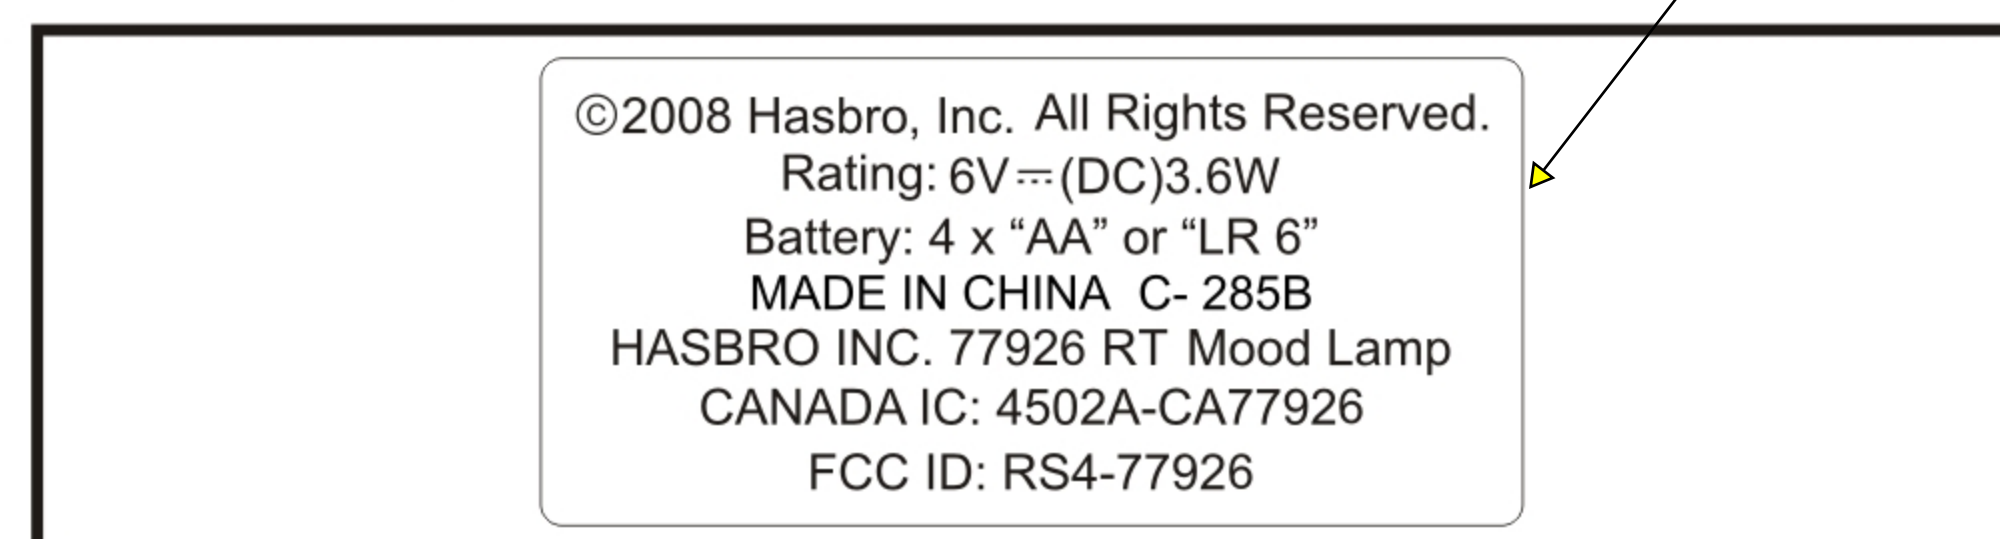 ©2008 Hasbro, Inc. All Rights Reserved.
Rating: 6V⎓(DC)3.6W
Battery: 4 x “AA” or “LR 6”
MADE IN CHINA C- 285B
HASBRO INC. 77926 RT Mood Lamp
CANADA IC: 4502A-CA77926
FCC ID: RS4-77926